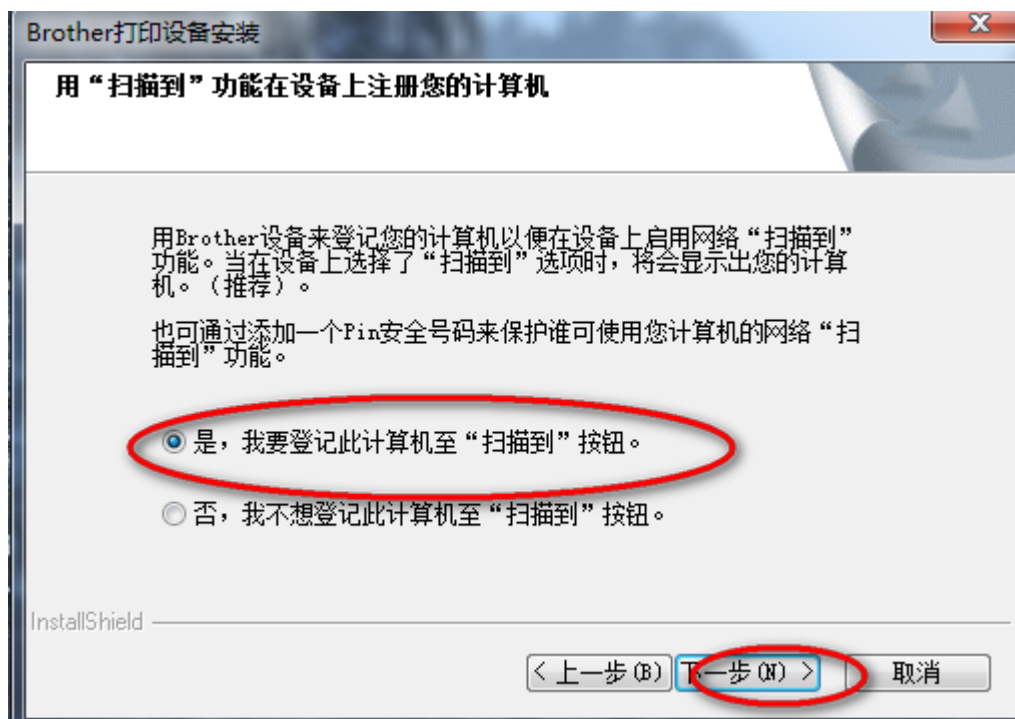 Brother打印设备安装
用“扫描到”功能在设备上注册您的计算机
用Brother设备来登记您的计算机以便在设备上启用网络“扫描到”
功能。当在设备上选择了“扫描到”选项时，将会显示出您的计算
机。（推荐）。
也可通过添加一个Pin安全号码来保护谁可使用您计算机的网络“扫
描到”功能。
是，我要登记此计算机至“扫描到”按钮。
否，我不想登记此计算机至“扫描到”按钮。
InstallShield
< 上一步(B) 下一步(N) > 取消